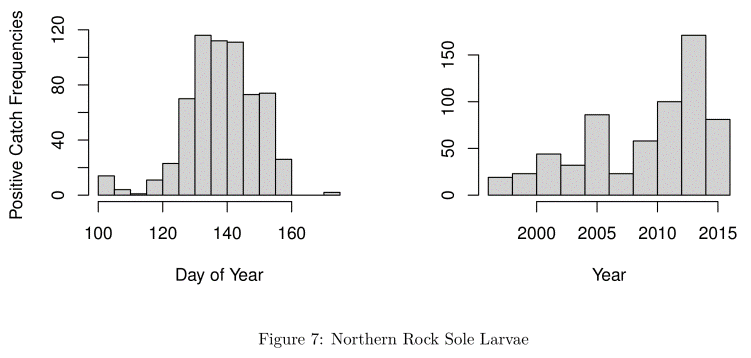 Positive Catch Frequencies
120
80
40
0
100 120 140 160
Day of Year
150
100
50
0
2000 2005 2010 2015
Year
Figure 7: Northern Rock Sole Larvae